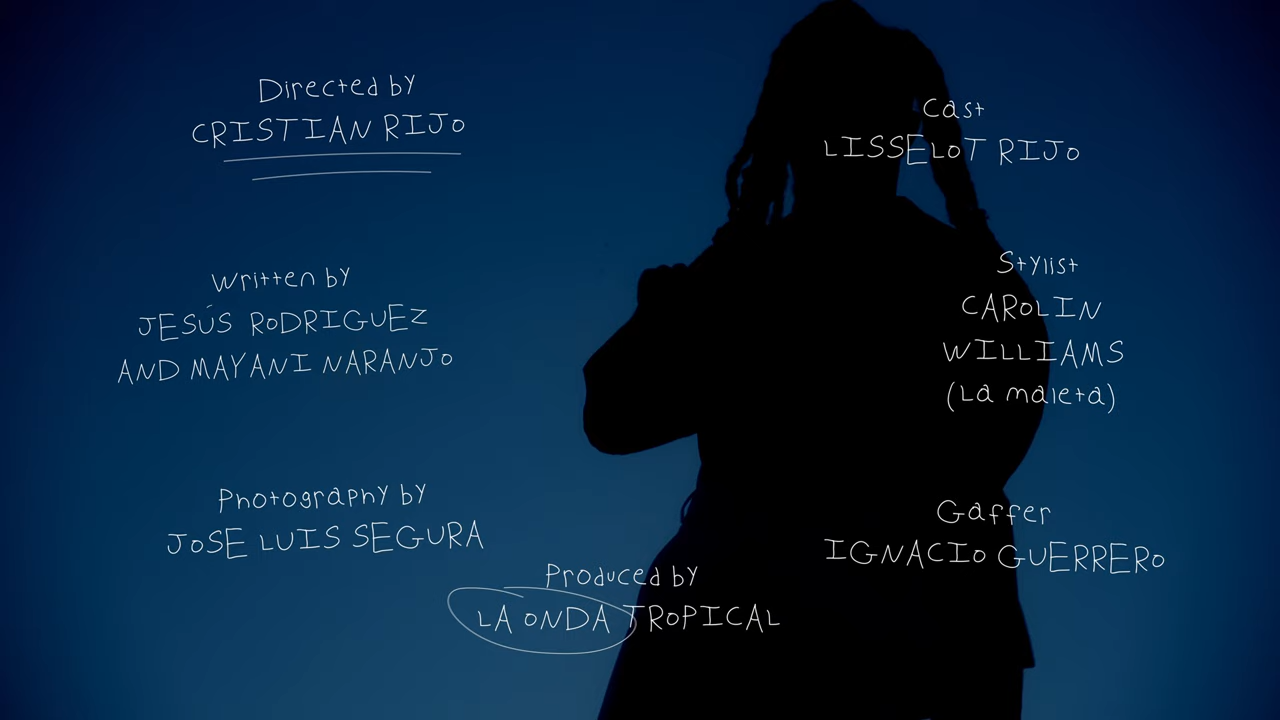 Directed by
CRISTIAN RIJO
Written by
JESÚS RODRIGUEZ
AND MAYANI NARANJO
Photography by
JOSE LUIS SEGURA
Produced by
LA ONDA TROPICAL
Cast
LISSELOT RIJO
Stylist
CAROLIN
WILLIAMS
(La maleta)
Gaffer
IGNACIO GUERRERO